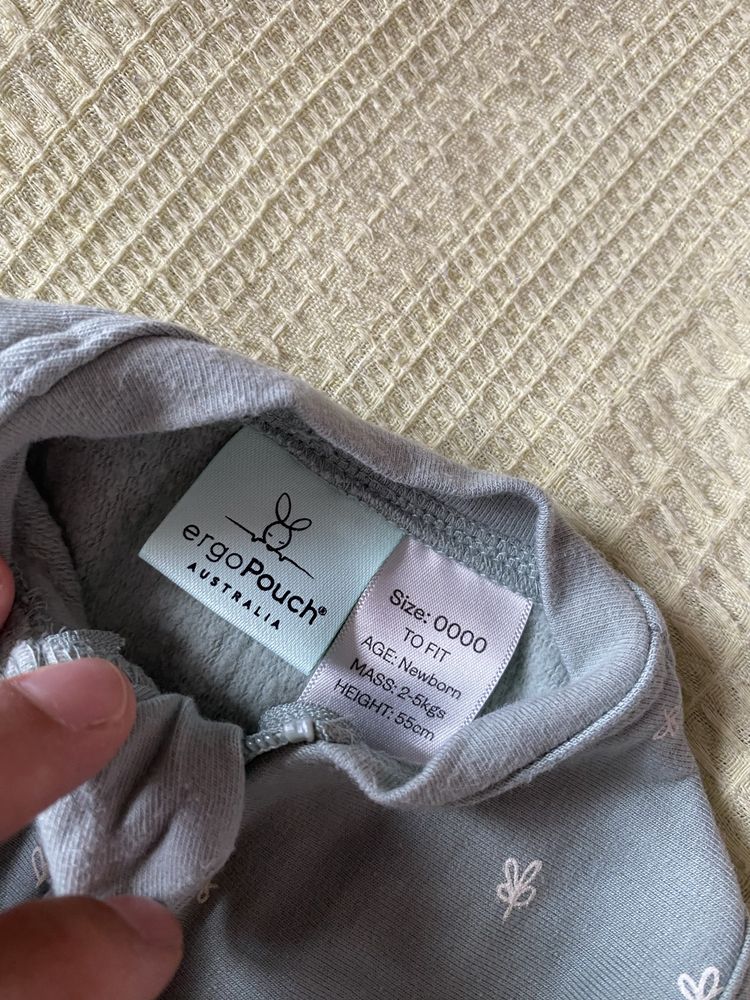 ergoPouch®
AUSTRALIA
Size: 0000
TO FIT
AGE: Newborn
MASS: 2-5kgs
HEIGHT: 55cm